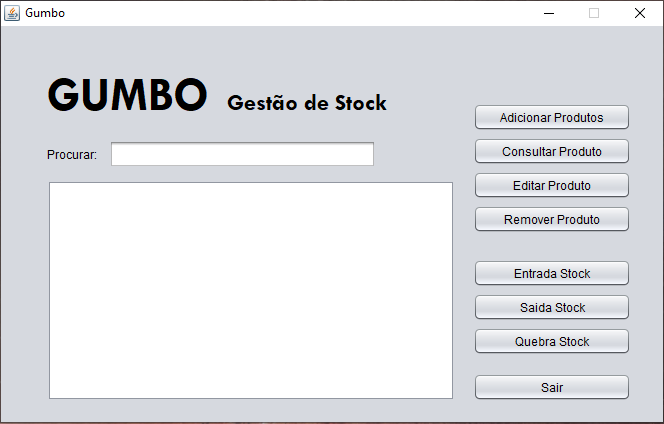 Gumbo
GUMBO Gestão de Stock
Procurar:
Adicionar Produtos
Consultar Produto
Editar Produto
Remover Produto
Entrada Stock
Saida Stock
Quebra Stock
Sair